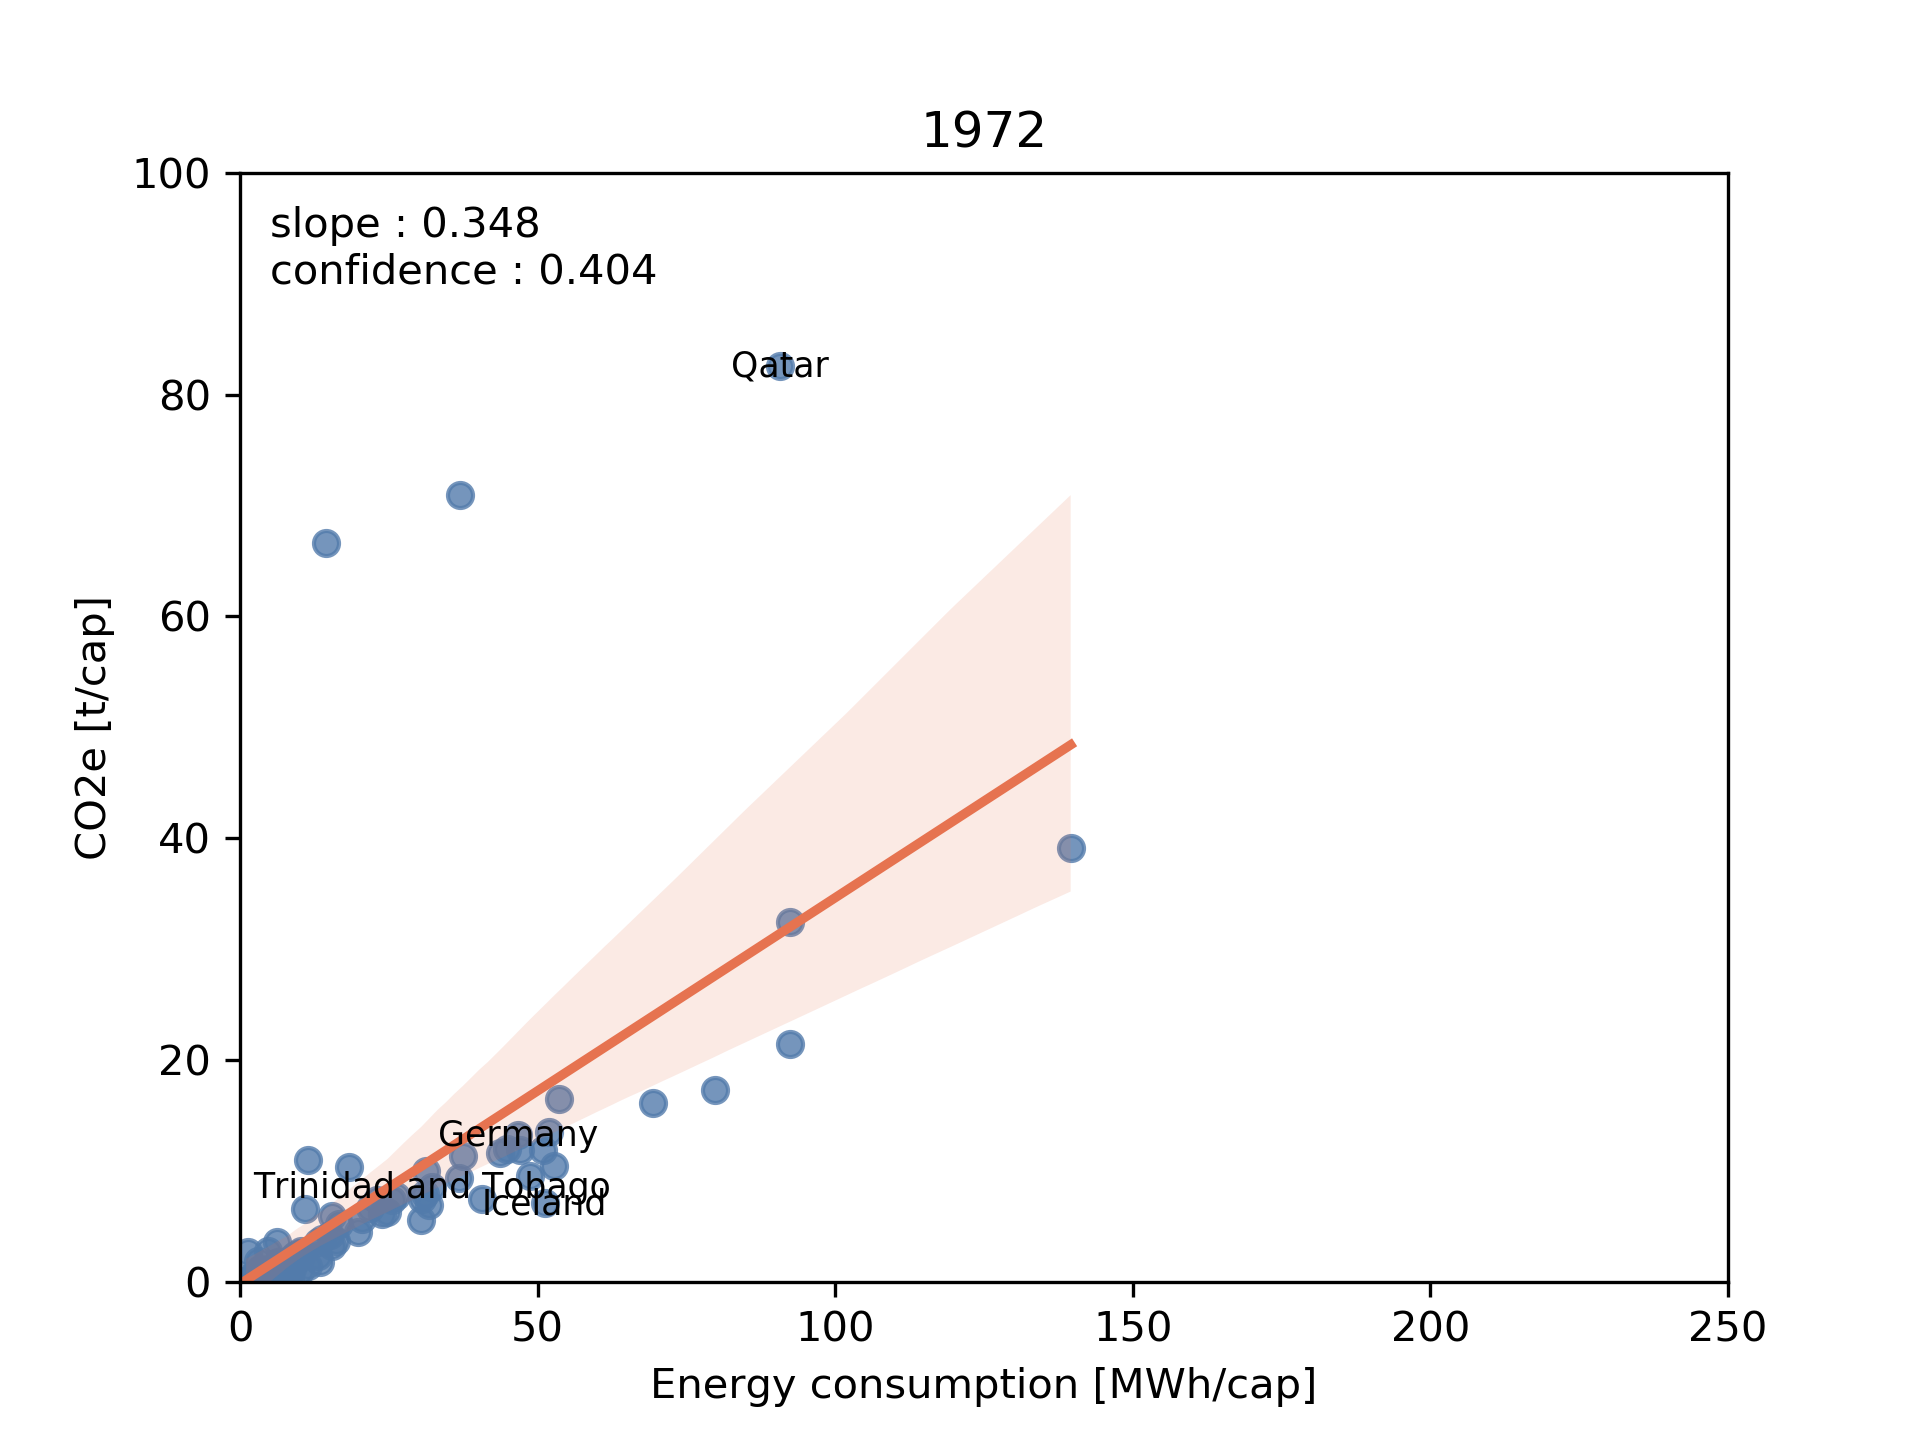 1972
100
slope : 0.348
confidence : 0.404
Qatar
80
60
CO2e [t/cap]
40
20
Germany
Trinidad and Tobago
Iceland
0
0 50 100 150 200 250
Energy consumption [MWh/cap]